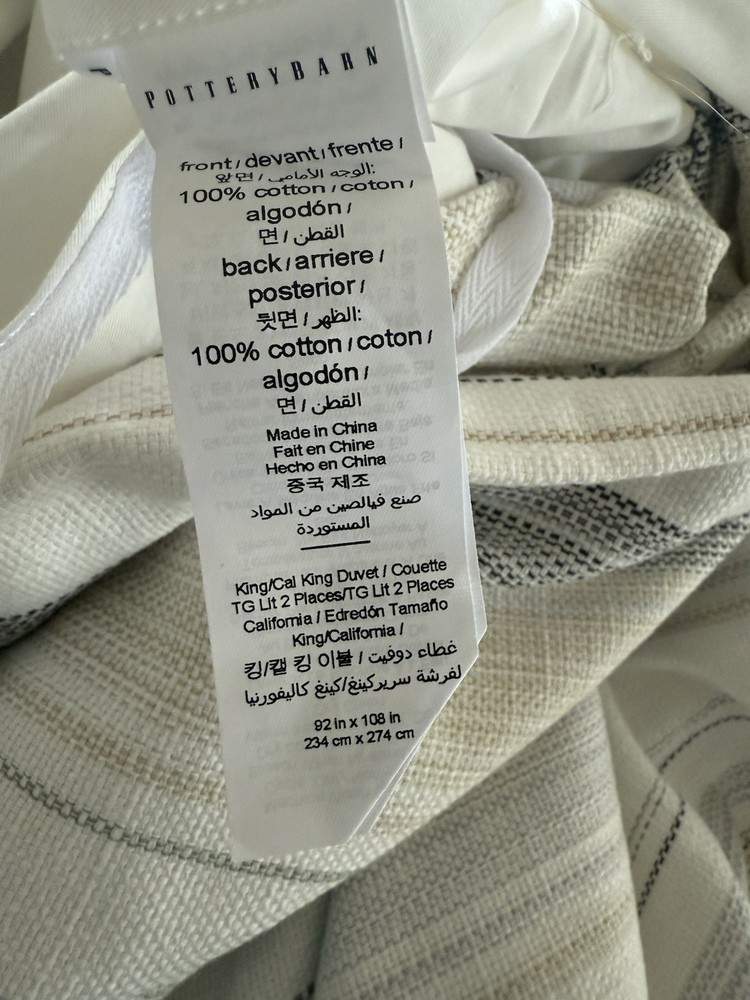 POTTERYBARN
front / devant / frente /
앞면 / الوجه الأمامي:
100% cotton / coton /
algodón /
면 / القطن
back / arriere /
posterior /
뒷면 / الظهر:
100% cotton / coton /
algodón /
면 / القطن
Made in China
Fait en Chine
Hecho en China
중국 제조
صنع فيالصين من المواد
المستوردة
King/Cal King Duvet / Couette
TG Lit 2 Places/TG Lit 2 Places
California / Edredón Tamaño
King/California /
킹/캘 킹 이불 / غطاء دوفيت
لفرشة سريركينغ/كينغ كاليفورنيا
92 in x 108 in
234 cm x 274 cm